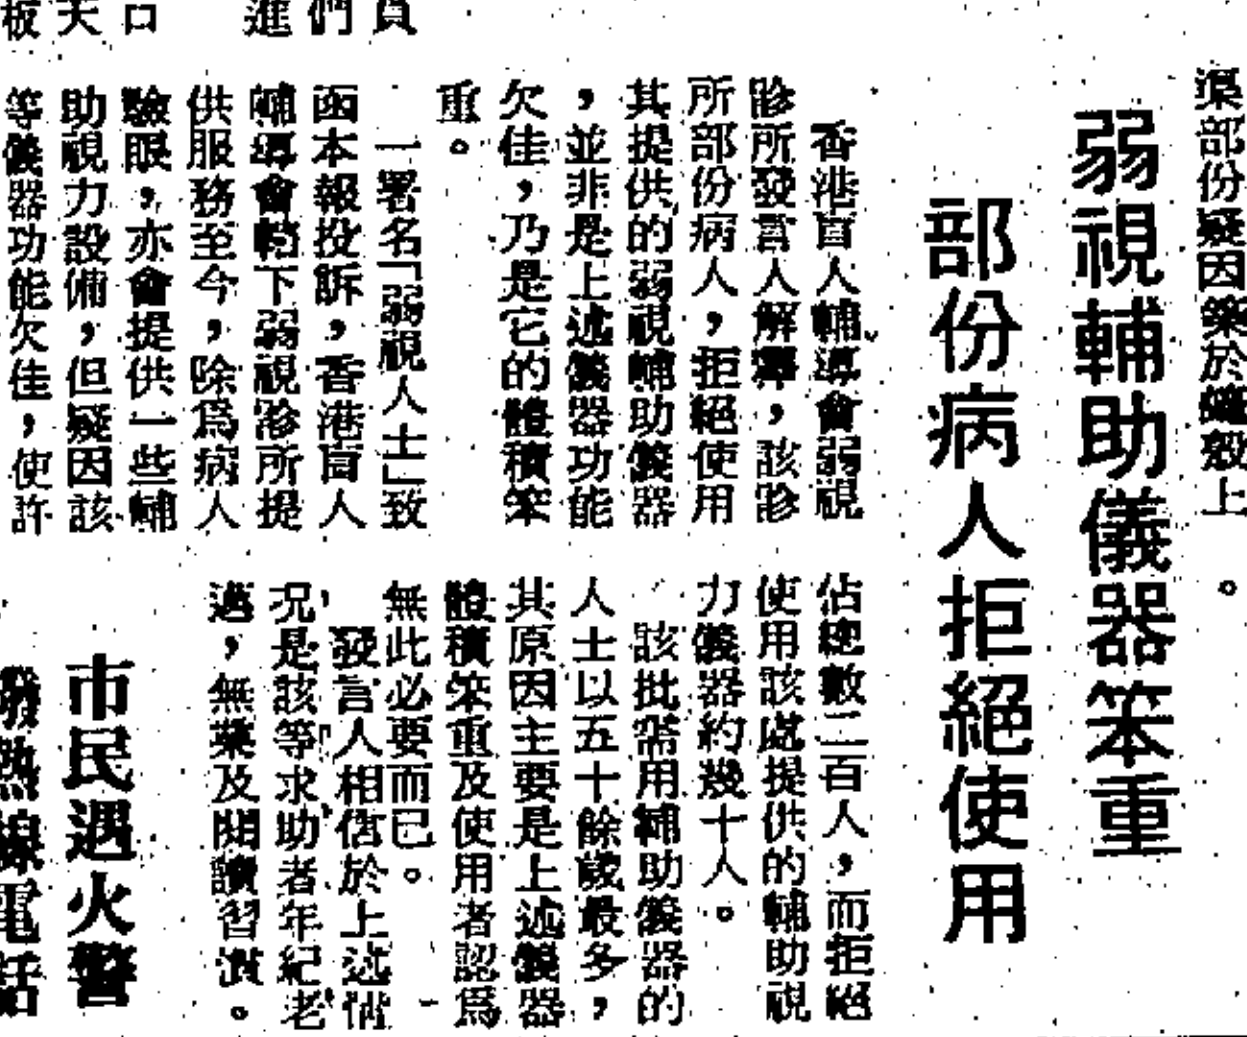 渠部份疑因藥於蟻殼上
。
弱視輔助儀器笨重
部份病人拒絕使用
香港盲人輔導會弱視
診所發言人解釋，該診
所部份病人，拒絕使用
其提供的弱視輔助儀器
，並非是上述儀器功能
欠佳，乃是它的體積笨
重。
一署名「弱視人士」致
函本報投訴，香港盲人
輔導會轄下弱視診所提
供服務至今，除爲病人
驗眼，亦會提供一些輔
助視力設備，但疑因該
等儀器功能欠佳，使許
佔總數二百人，而拒絕
使用該處提供的輔助視
力儀器約幾十人。
該批需用輔助儀器的
人士以五十餘歲最多，
其原因主要是上述儀器
體積笨重及使用者認爲
無此必要而已。
發言人相信於上述情
況是該等求助者年紀老
邁，無業及閱讀習慣。
市民遇火警
熱線電話
員
們
進
口
天
板